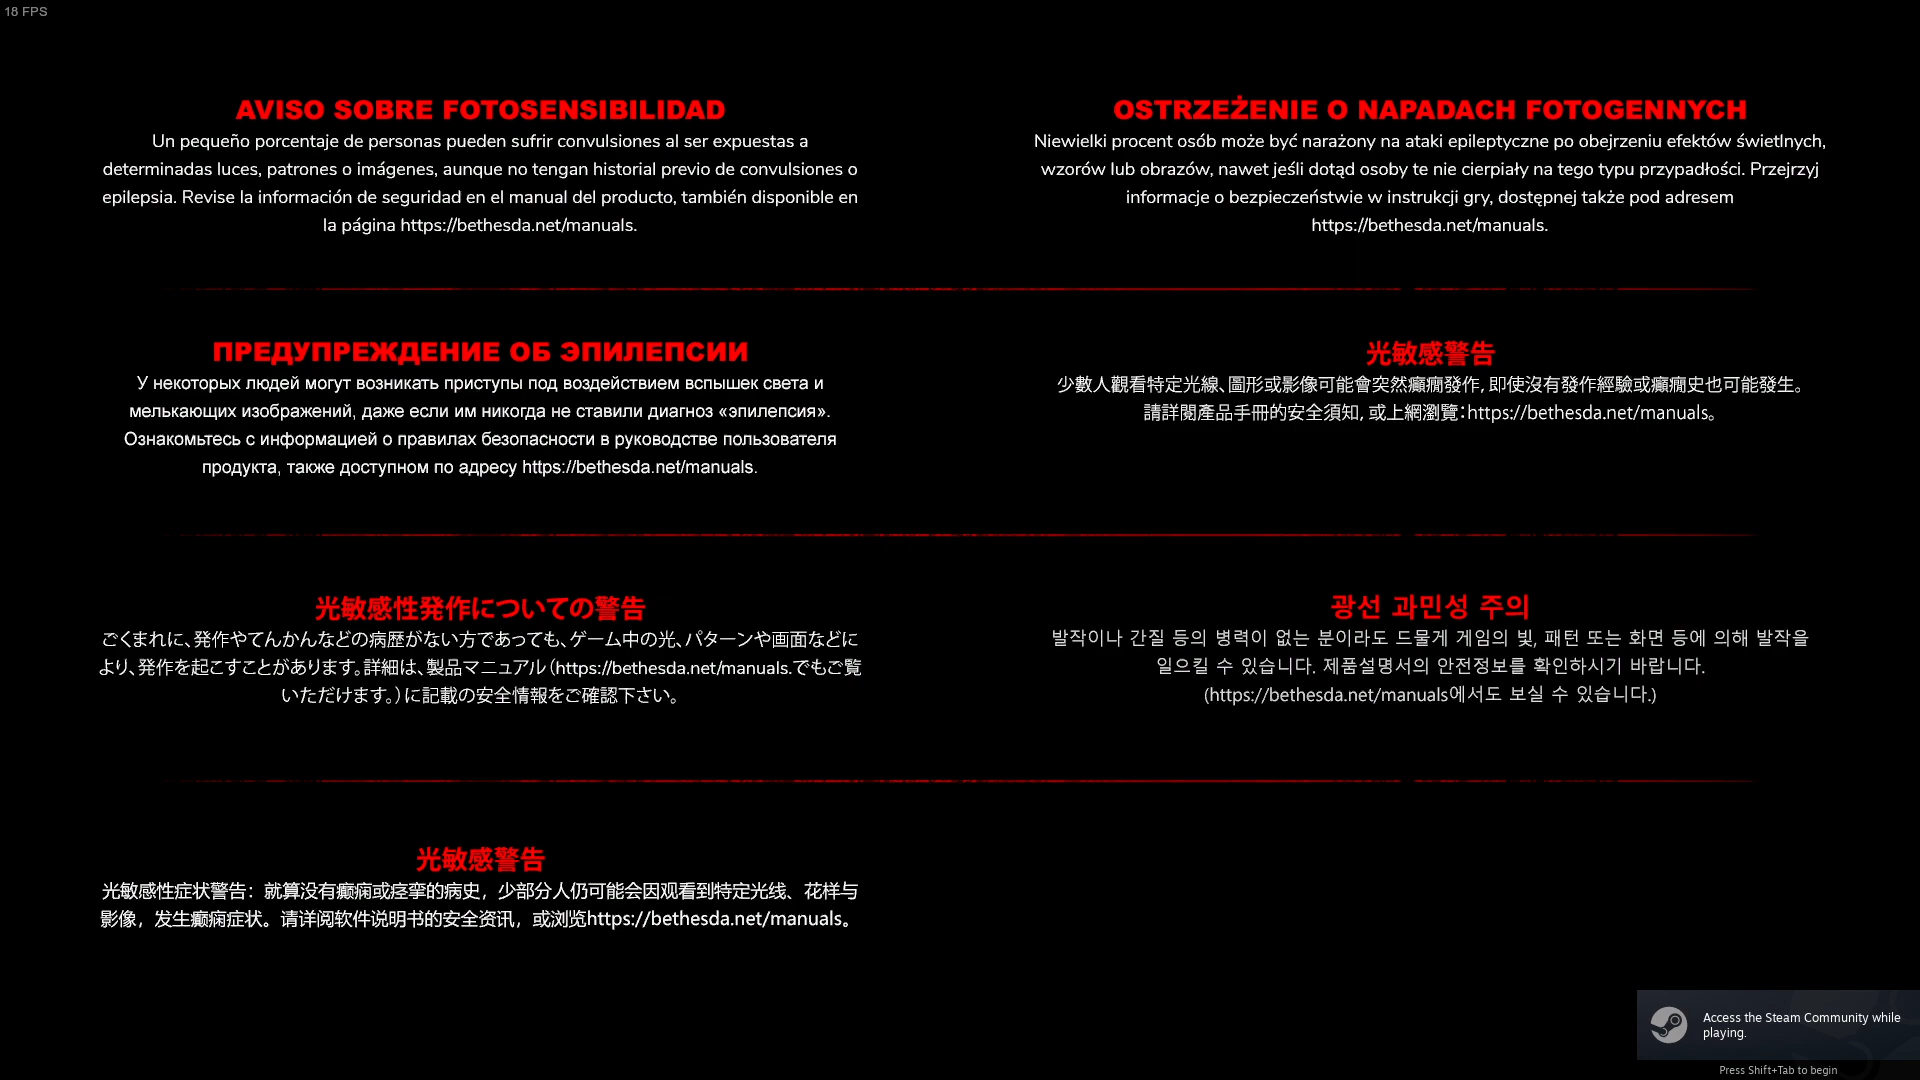 18 FPS
AVISO SOBRE FOTOSENSIBILIDAD
Un pequeño porcentaje de personas pueden sufrir convulsiones al ser expuestas a
determinadas luces, patrones o imágenes, aunque no tengan historial previo de convulsiones o
epilepsia. Revise la información de seguridad en el manual del producto, también disponible en
la página https://bethesda.net/manuals.
OSTRZEŻENIE O NAPADACH FOTOGENNYCH
Niewielki procent osób może być narażony na ataki epileptyczne po obejrzeniu efektów świetlnych,
wzorów lub obrazów, nawet jeśli dotąd osoby te nie cierpiały na tego typu przypadłości. Przejrzyj
informacje o bezpieczeństwie w instrukcji gry, dostępnej także pod adresem
https://bethesda.net/manuals.
ПРЕДУПРЕЖДЕНИЕ ОБ ЭПИЛЕПСИИ
У некоторых людей могут возникать приступы под воздействием вспышек света и
мелькающих изображений, даже если им никогда не ставили диагноз «эпилепсия».
Ознакомьтесь с информацией о правилах безопасности в руководстве пользователя
продукта, также доступном по адресу https://bethesda.net/manuals.
光敏感警告
少數人觀看特定光線、圖形或影像可能會突然癲癇發作, 即使沒有發作經驗或癲癇史也可能發生。
請詳閱產品手冊的安全須知, 或上網瀏覽：https://bethesda.net/manuals。
光敏感性発作についての警告
ごくまれに、発作やてんかんなどの病歴がない方であっても、ゲーム中の光、パターンや画面などに
より、発作を起こすことがあります。詳細は、製品マニュアル（https://bethesda.net/manuals.でもご覧
いただけます。）に記載の安全情報をご確認下さい。
광선 과민성 주의
발작이나 간질 등의 병력이 없는 분이라도 드물게 게임의 빛, 패턴 또는 화면 등에 의해 발작을
일으킬 수 있습니다. 제품설명서의 안전정보를 확인하시기 바랍니다.
(https://bethesda.net/manuals에서도 보실 수 있습니다.)
光敏感警告
光敏感性症状警告：就算没有癫痫或痉挛的病史，少部分人仍可能会因观看到特定光线、花样与
影像，发生癫痫症状。请详阅软件说明书的安全资讯，或浏览https://bethesda.net/manuals。
Access the Steam Community while
playing.
Press Shift+Tab to begin